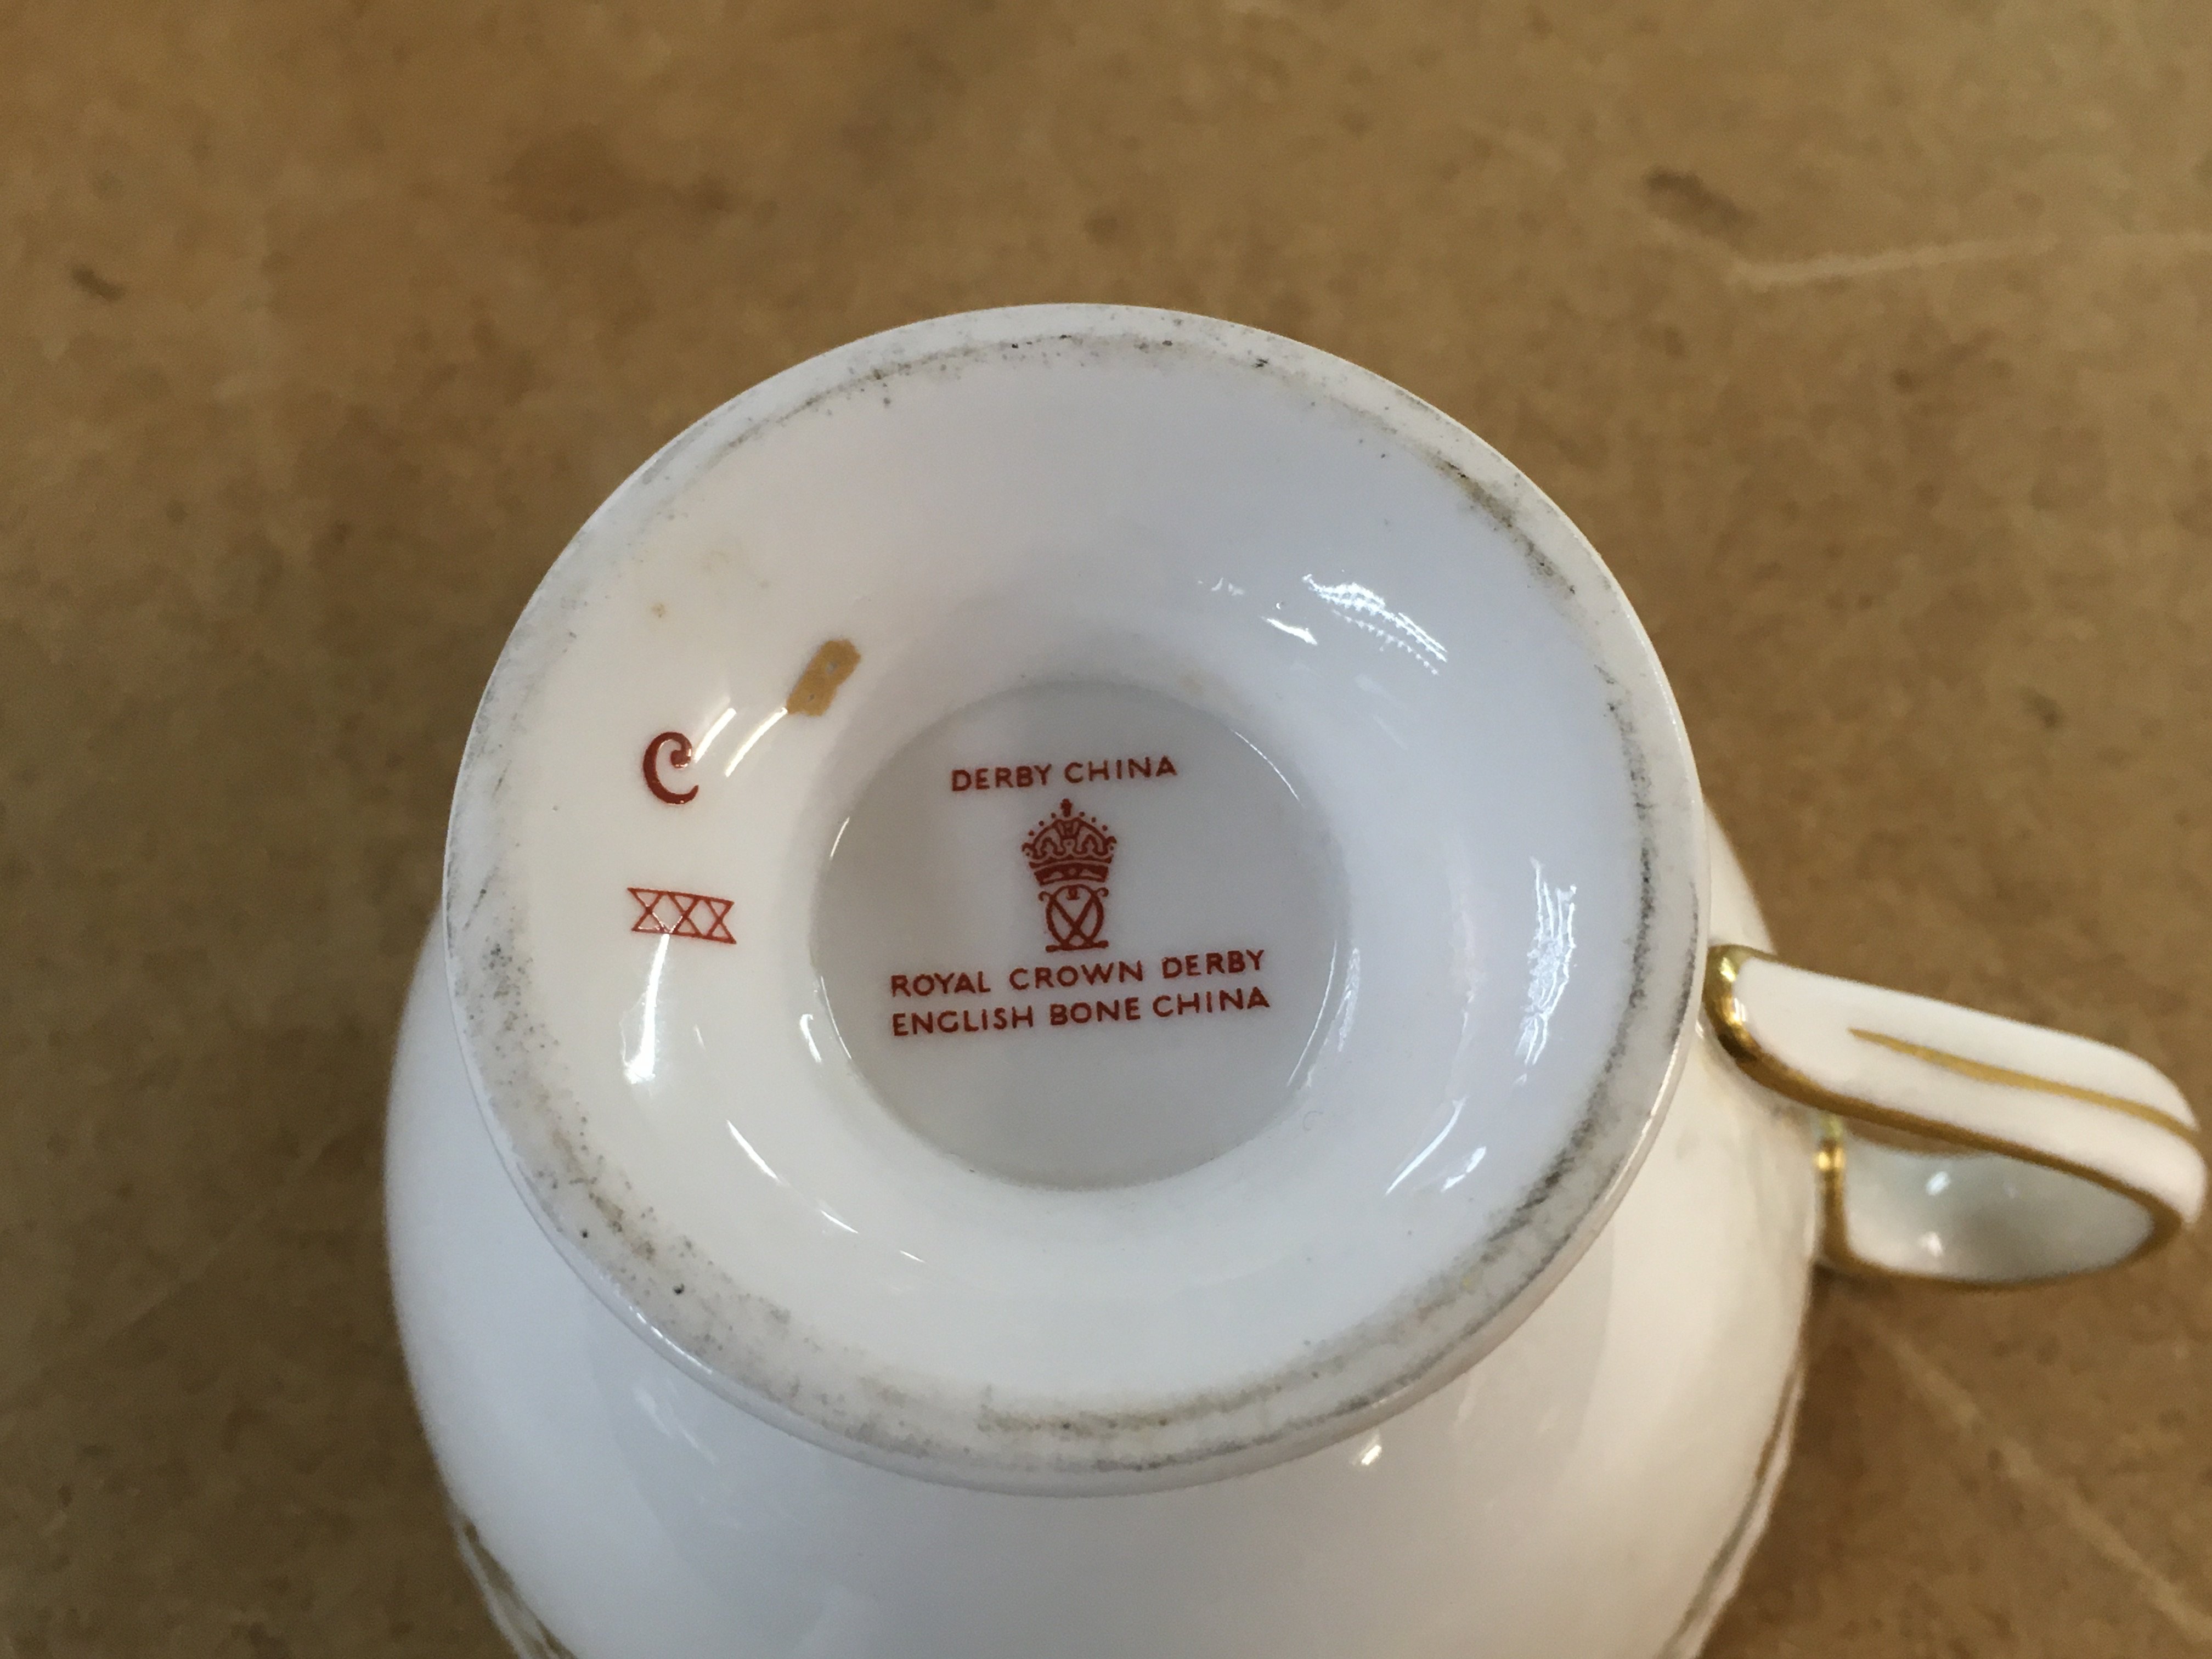 DERBY CHINA
C
XXX
ROYAL CROWN DERBY
ENGLISH BONE CHINA